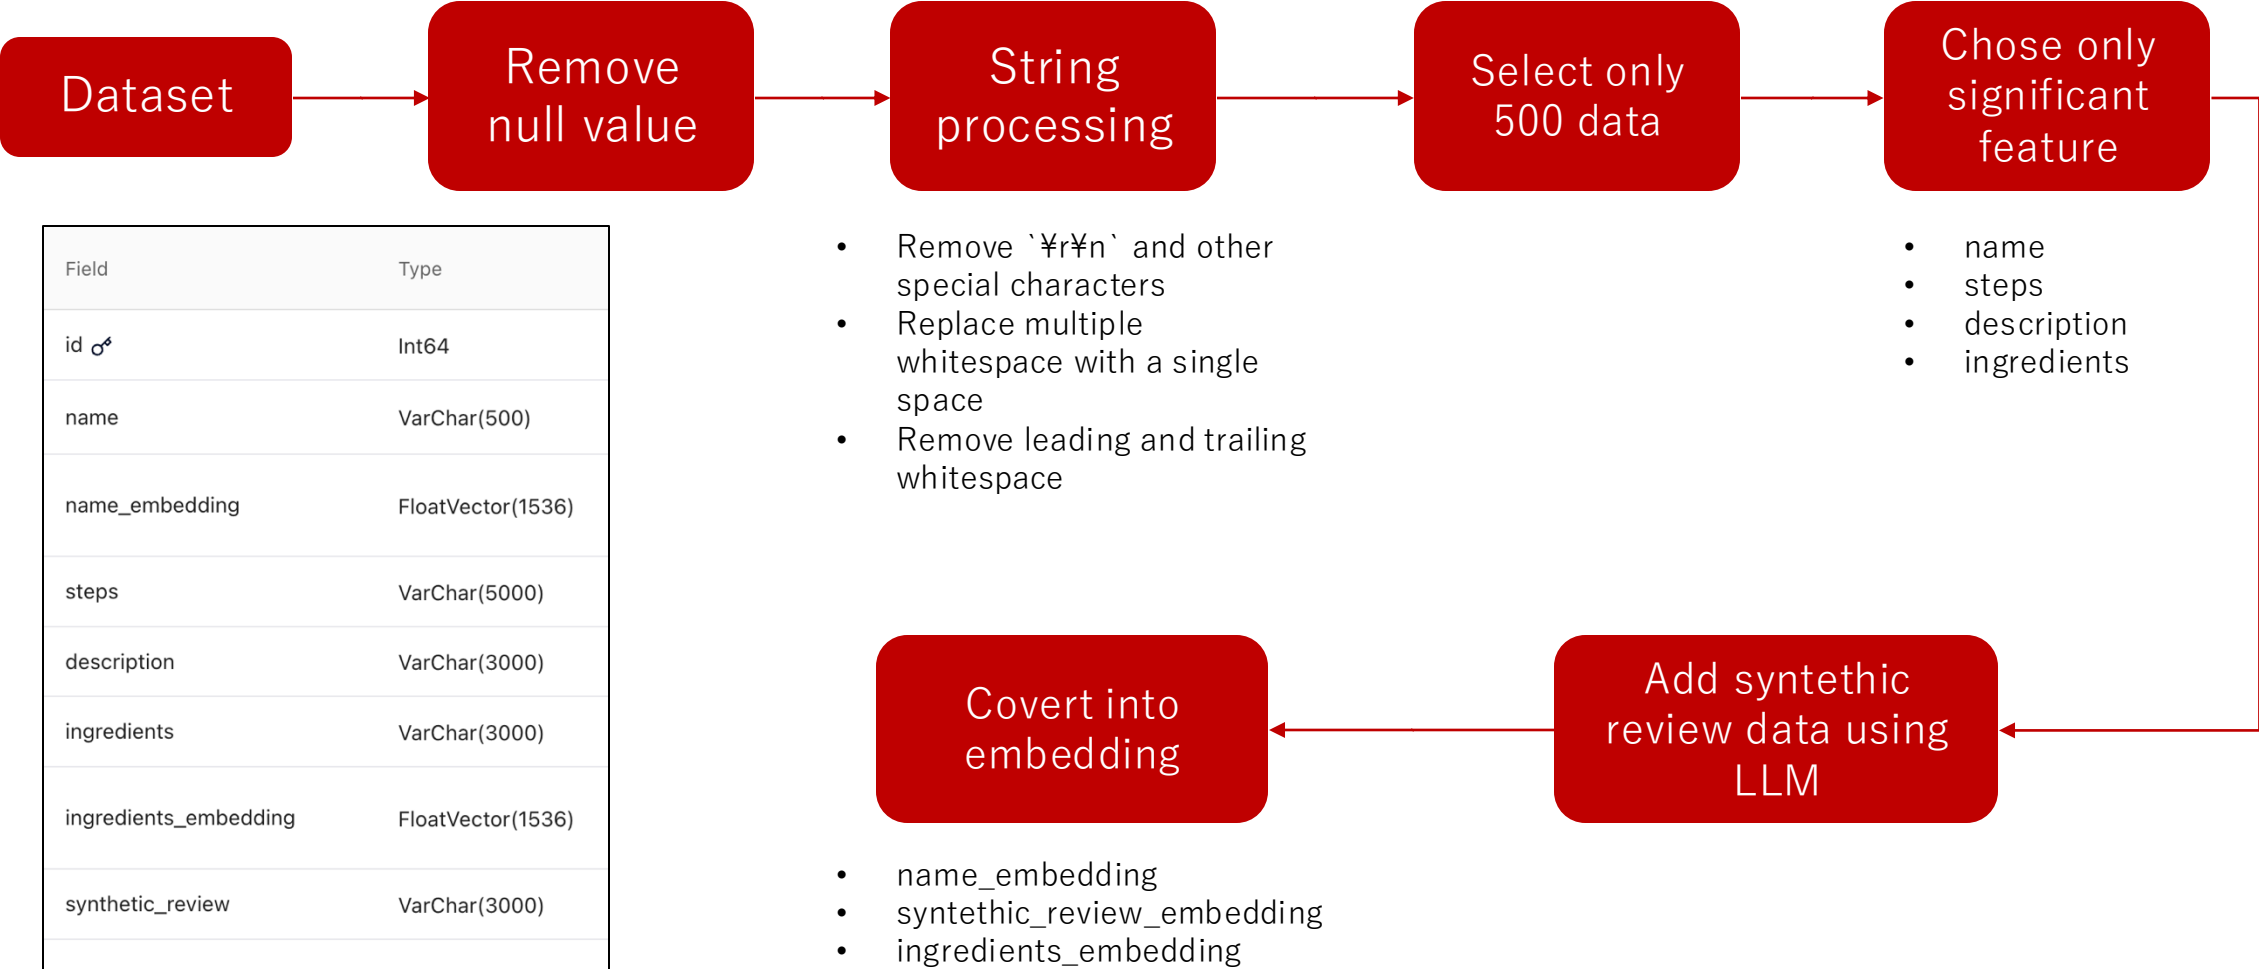 Dataset
Remove
null value
String
processing
Select only
500 data
Chose only
significant
feature
Field Type
id Int64
name VarChar(500)
name_embedding FloatVector(1536)
steps VarChar(5000)
description VarChar(3000)
ingredients VarChar(3000)
ingredients_embedding FloatVector(1536)
synthetic_review VarChar(3000)
• Remove `¥r¥n` and other
special characters
• Replace multiple
whitespace with a single
space
• Remove leading and trailing
whitespace
• name
• steps
• description
• ingredients
Add syntethic
review data using
LLM
Covert into
embedding
• name_embedding
• syntethic_review_embedding
• ingredients_embedding